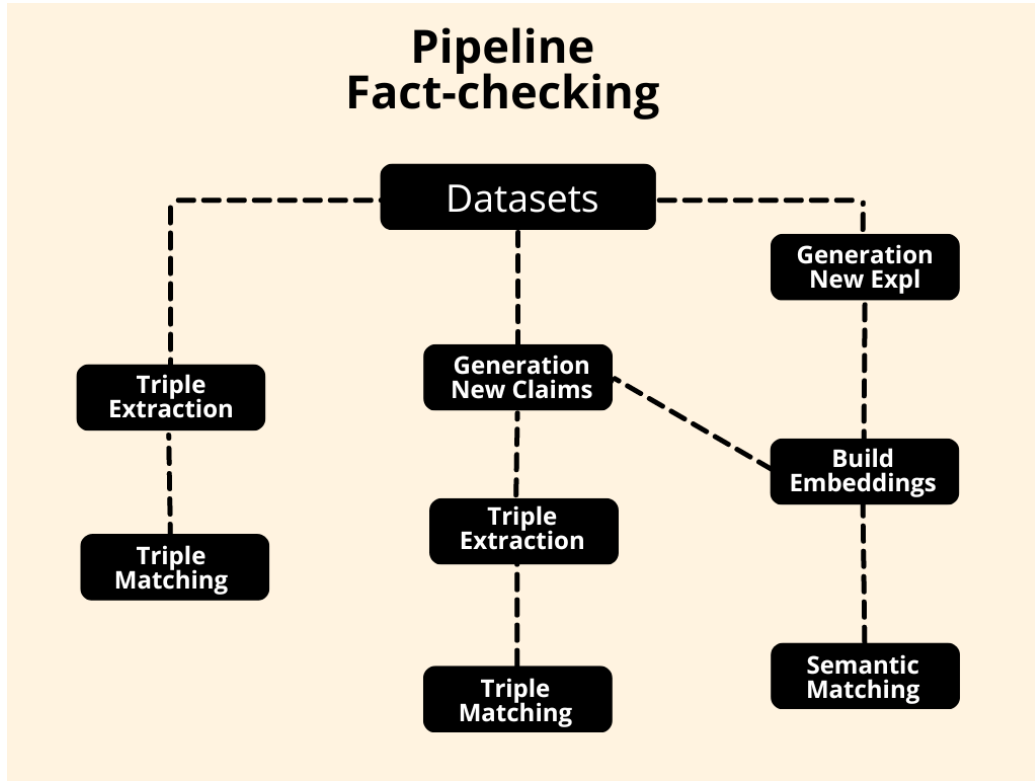 Pipeline
Fact-checking
Datasets
Generation
New Expl
Generation
New Claims
Triple
Extraction
Build
Embeddings
Triple
Extraction
Triple
Matching
Semantic
Matching
Triple
Matching